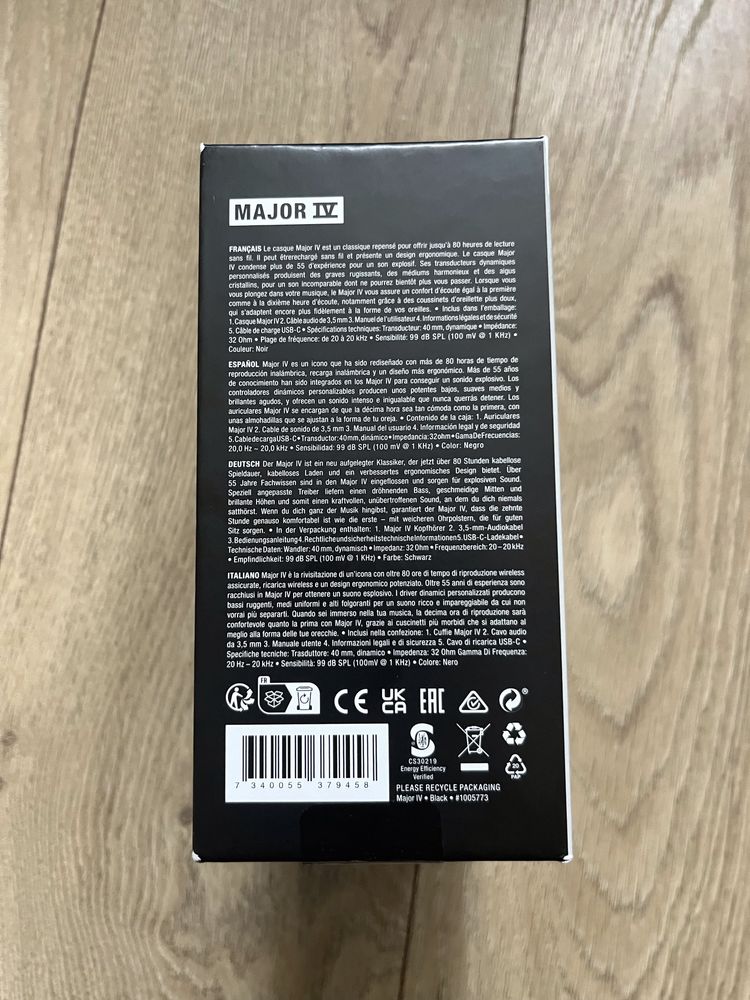 MAJOR IV
FRANÇAIS Le casque Major IV est un classique repensé pour offrir jusqu'à 80 heures de lecture
sans fil. Il peut êtrerechargé sans fil et présente un design ergonomique. Le casque Major
IV condense plus de 55 d'expérience pour un son explosif. Ses transducteurs dynamiques
personnalisés produisent des graves rugissants, des médiums harmonieux et des aigus
cristallins, pour un son incomparable dont ne pourrez bientôt plus vous passer. Lorsque vous
plongez dans votre musique, le Major IV vous assure un confort d'écoute égal à la première
comme à la dixième heure d'écoute, notamment grâce à des coussinets d'oreillette plus doux,
qui s'adaptent encore plus fidèlement à la forme de vos oreilles. • Inclus dans l'emballage:
1. Casque Major IV 2. Câble audio de 3,5 mm 3. Manuel de l'utilisateur 4. Informations légales et de sécurité
5. Câble de charge USB-C • Spécifications techniques: Transducteur: 40 mm, dynamique • Impédance:
32 Ohm • Plage de fréquence: de 20 à 20 kHz • Sensibilité: 99 dB SPL (100 mV @ 1 KHz) •
Couleur: Noir
ESPAÑOL Major IV es un icono que ha sido rediseñado con más de 80 horas de tiempo de
reproducción inalámbrica, recarga inalámbrica y un diseño más ergonómico. Más de 55 años
de conocimiento han sido integrados en los Major IV para conseguir un sonido explosivo. Los
controladores dinámicos personalizables producen unos potentes bajos, suaves medios y
brillantes agudos, y ofrecen un sonido intenso e inigualable que nunca querrás detener. Los
auriculares Major IV se encargan de que la décima hora sea tan cómoda como la primera, con
unas almohadillas que se ajustan a la forma de tu oreja. • Contenido de la caja: 1. Auriculares
Major IV 2. Cable de sonido de 3,5 mm 3. Manual del usuario 4. Información legal y de seguridad
5. Cable de carga USB-C • Transductor: 40 mm, dinámico • Impedancia: 32 ohm • Gama De Frecuencias:
20,0 Hz – 20,0 kHz • Sensibilidad: 99 dB SPL (100 mV @ 1 KHz) • Color: Negro
DEUTSCH Der Major IV ist ein neu aufgelegter Klassiker, der jetzt über 80 Stunden kabellose
Spieldauer, kabelloses Laden und ein verbessertes ergonomisches Design bietet. Über
55 Jahre Fachwissen sind in den Major IV eingeflossen und sorgen für explosiven Sound.
Speziell angepasste Treiber liefern einen dröhnenden Bass, geschmeidige Mitten und
brillante Höhen und somit einen kraftvollen, unübertroffenen Sound, an dem du dich niemals
satthörst. Wenn du dich ganz der Musik hingibst, garantiert der Major IV, dass die zehnte
Stunde genauso komfortabel ist wie die erste – mit weicheren Ohrpolstern, die für guten
Sitz sorgen. • In der Verpackung enthalten: 1. Major IV Kopfhörer 2. 3,5-mm-Audiokabel
3. Bedienungsanleitung 4. Rechtliche und sicherheitstechnische Informationen 5. USB-C-Ladekabel •
Technische Daten: Wandler: 40 mm, dynamisch • Impedanz: 32 Ohm • Frequenzbereich: 20 – 20 kHz
• Empfindlichkeit: 99 dB SPL (100 mV @ 1 KHz) • Farbe: Schwarz
ITALIANO Major IV è la rivisitazione di un'icona con oltre 80 ore di tempo di riproduzione wireless
assicurate, ricarica wireless e un design ergonomico potenziato. Oltre 55 anni di esperienza sono
racchiusi in Major IV per ottenere un suono esplosivo. I driver dinamici personalizzati producono
bassi ruggenti, medi uniformi e alti folgoranti per un suono ricco e impareggiabile da cui non
vorrai più separarti. Quando sei immerso nella tua musica, la decima ora di riproduzione sarà
confortevole quanto la prima con Major IV, grazie ai cuscinetti più morbidi che si adattano al
meglio alla forme delle tue orecchie. • Inclusi nella confezione: 1. Cuffie Major IV 2. Cavo audio
da 3,5 mm 3. Manuale utente 4. Informazioni legali e di sicurezza 5. Cavo di ricarica USB-C •
Specifiche tecniche: Trasduttore: 40 mm, dinamico • Impedenza: 32 Ohm Gamma Di Frequenza:
20 Hz – 20 kHz • Sensibilità: 99 dB SPL (100mV @ 1 KHz) • Colore: Nero
FR
CE UK CA EAC
CS30219
Energy Efficiency
Verified
20
PAP
7 340055 379458
PLEASE RECYCLE PACKAGING
Major IV • Black • #1005773